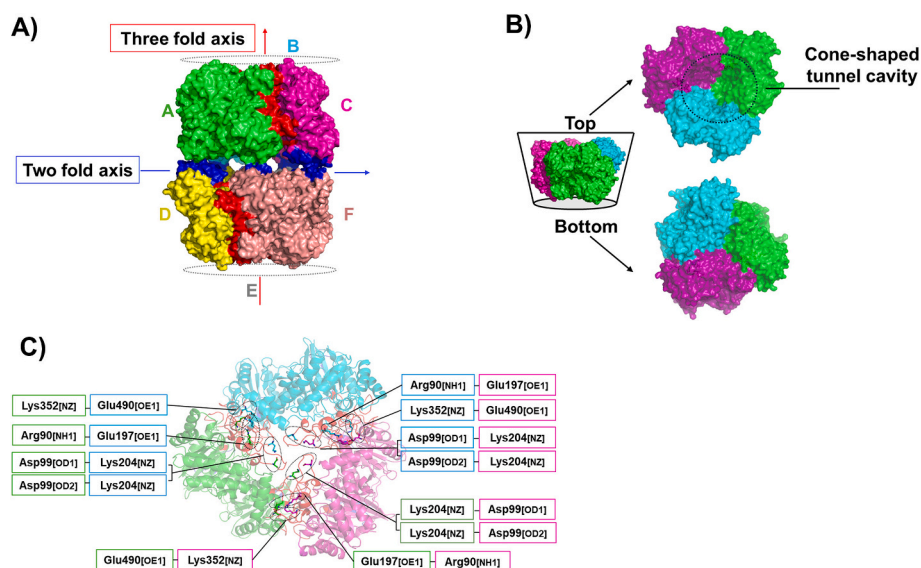 A)
Three fold axis
B
A
C
Two fold axis
D
F
E
B)
Cone-shaped
tunnel cavity
Top
Bottom
C)
Lys352[NZ] Glu490[OE1]
Arg90[NH1] Glu197[OE1]
Asp99[OD1] Lys204[NZ]
Asp99[OD2] Lys204[NZ]
Arg90[NH1] Glu197[OE1]
Lys352[NZ] Glu490[OE1]
Asp99[OD1] Lys204[NZ]
Asp99[OD2] Lys204[NZ]
Lys204[NZ] Asp99[OD1]
Lys204[NZ] Asp99[OD2]
Glu490[OE1] Lys352[NZ]
Glu197[OE1] Arg90[NH1]